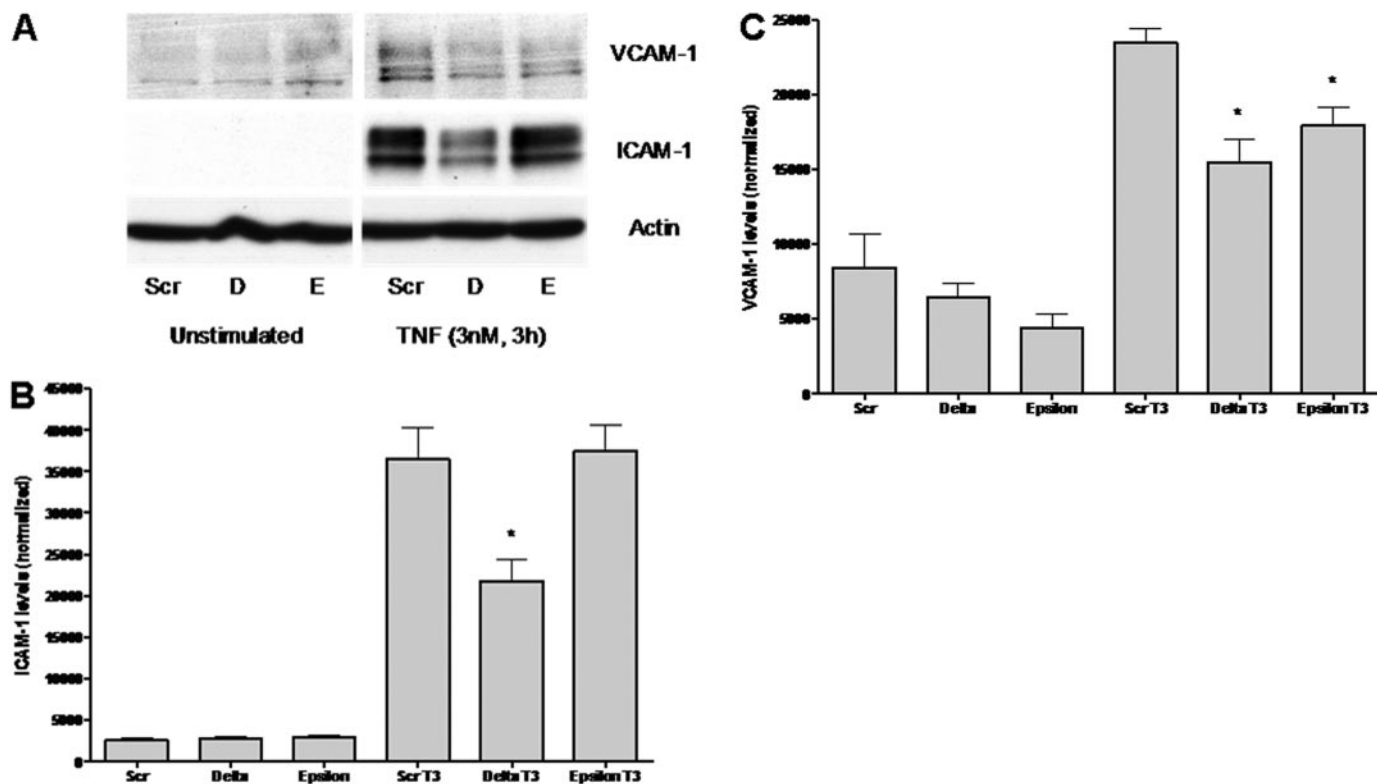 A
VCAM-1
ICAM-1
Actin
Scr D E Scr D E
Unstimulated TNF (3nM, 3h)
B
ICAM-1 levels (normalized)
45000
40000
35000
30000
25000
20000
15000
10000
5000
0
*
Scr Delta Epsilon Scr T3 Delta T3 Epsilon T3
C
VCAM-1 levels (normalized)
25000
20000
15000
10000
5000
0
* *
Scr Delta Epsilon Scr T3 Delta T3 Epsilon T3